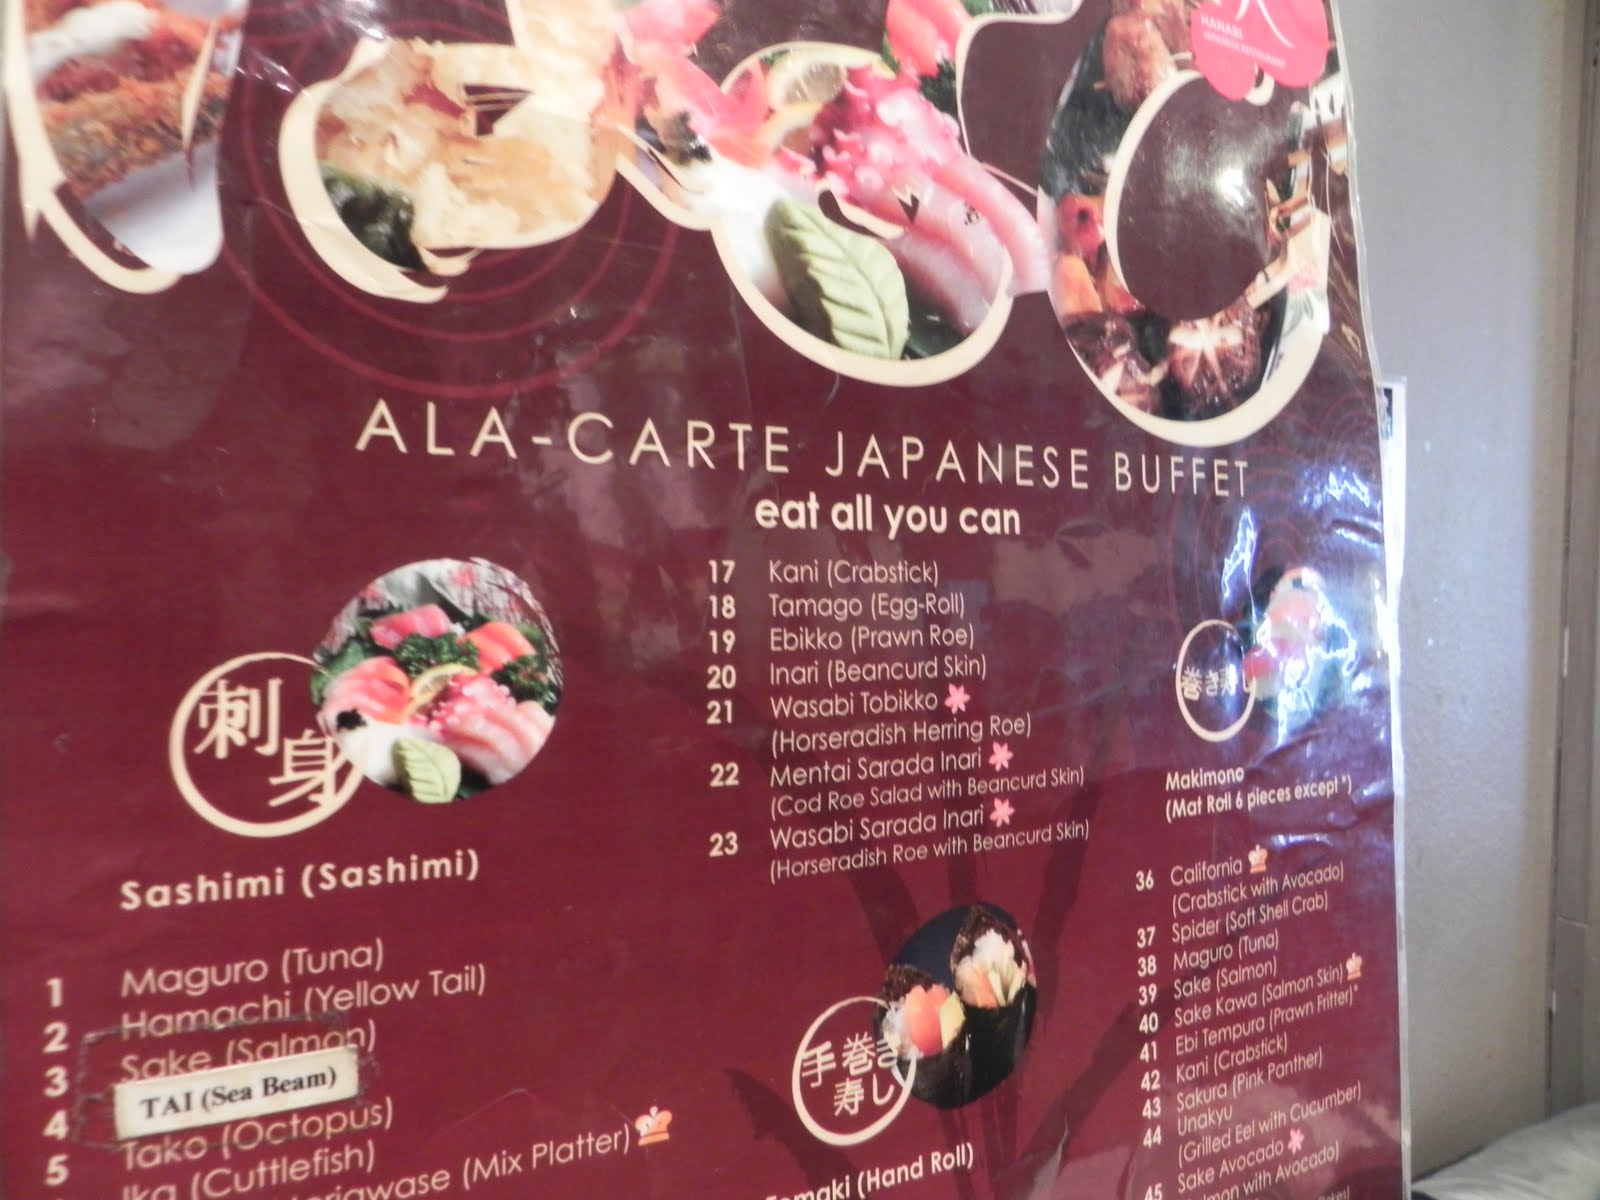 HANABI
JAPANESE RESTAURANT
ALA-CARTE JAPANESE BUFFET
eat all you can
刺身
Sashimi (Sashimi)
1 Maguro (Tuna)
2 Hamachi (Yellow Tail)
3 Sake (Salmon)
TAI (Sea Beam)
4 Tako (Octopus)
5 Ika (Cuttlefish)
(Mix Platter)
17 Kani (Crabstick)
18 Tamago (Egg-Roll)
19 Ebikko (Prawn Roe)
20 Inari (Beancurd Skin)
21 Wasabi Tobikko
(Horseradish Herring Roe)
22 Mentai Sarada Inari
(Cod Roe Salad with Beancurd Skin)
23 Wasabi Sarada Inari
(Horseradish Roe with Beancurd Skin)
手巻き
寿し
(Hand Roll)
Makimono
(Mat Roll 6 pieces except *)
36 California
(Crabstick with Avocado)
37 Spider (Soft Shell Crab)
38 Maguro (Tuna)
39 Sake (Salmon)
40 Sake Kawa (Salmon Skin)
41 Ebi Tempura (Prawn Fritter)*
42 Kani (Crabstick)
43 Sakura (Pink Panther)
44 Unakyu
(Grilled Eel with Cucumber)
45 Sake Avocado
with Avocado)